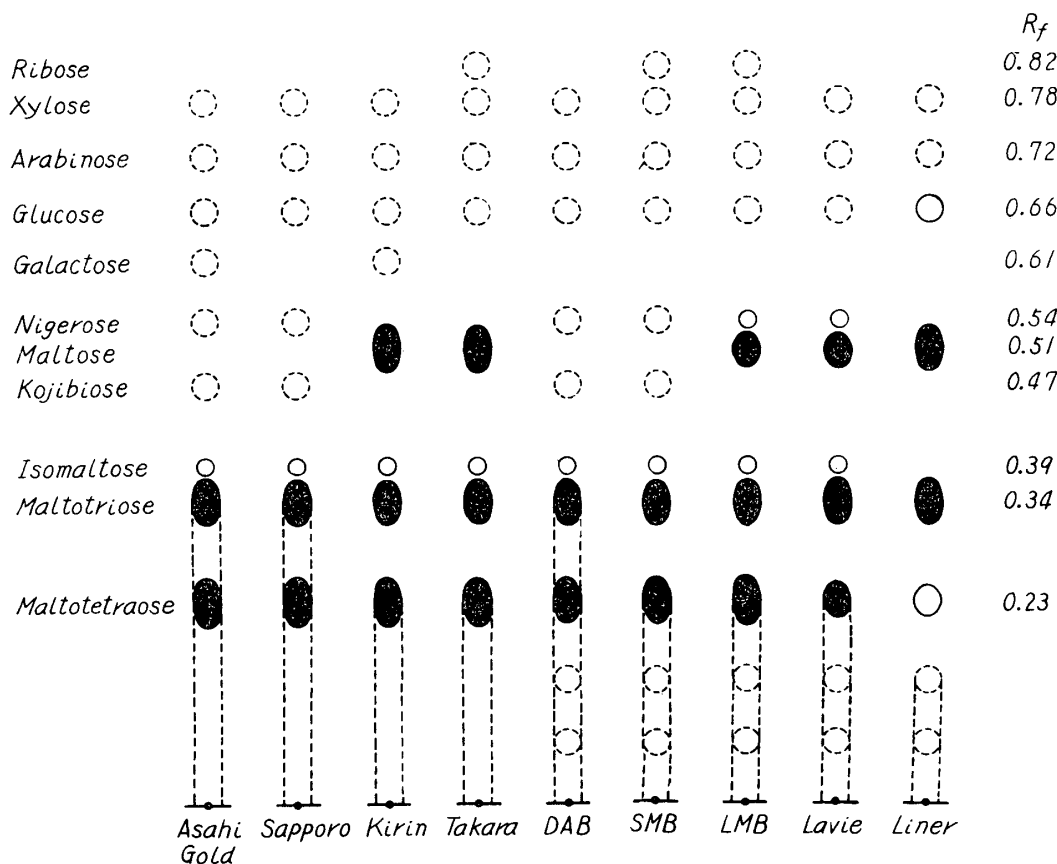 Rf
Ribose 0.82
Xylose 0.78
Arabinose 0.72
Glucose 0.66
Galactose 0.61
Nigerose 0.54
Maltose 0.51
Kojibiose 0.47
Isomaltose 0.39
Maltotriose 0.34
Maltotetraose 0.23
Asahi Gold Sapporo Kirin Takara DAB SMB LMB Lavie Liner